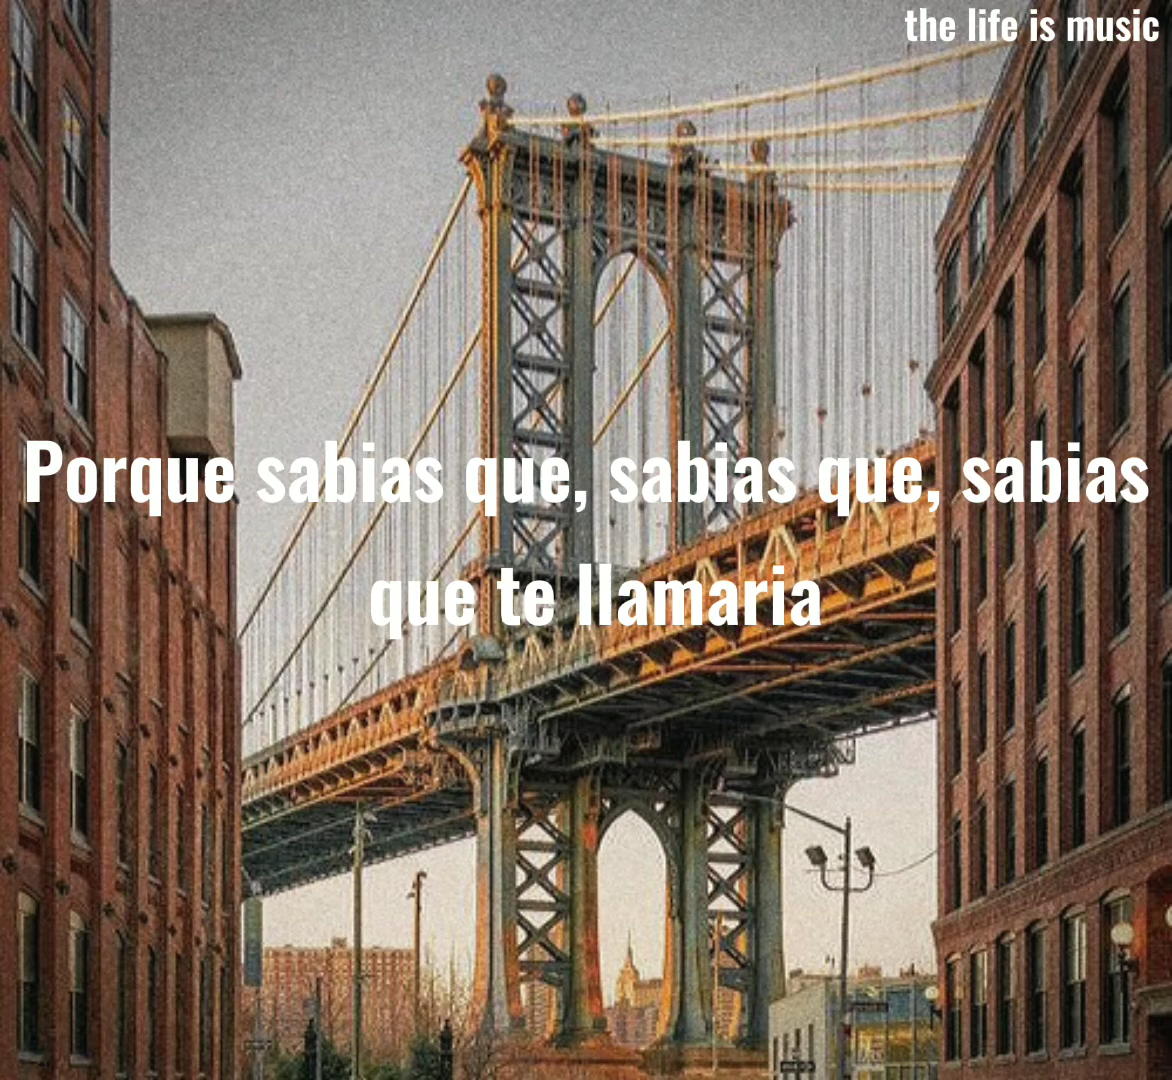 the life is music
Porque sabias que, sabias que, sabias
que te llamaria